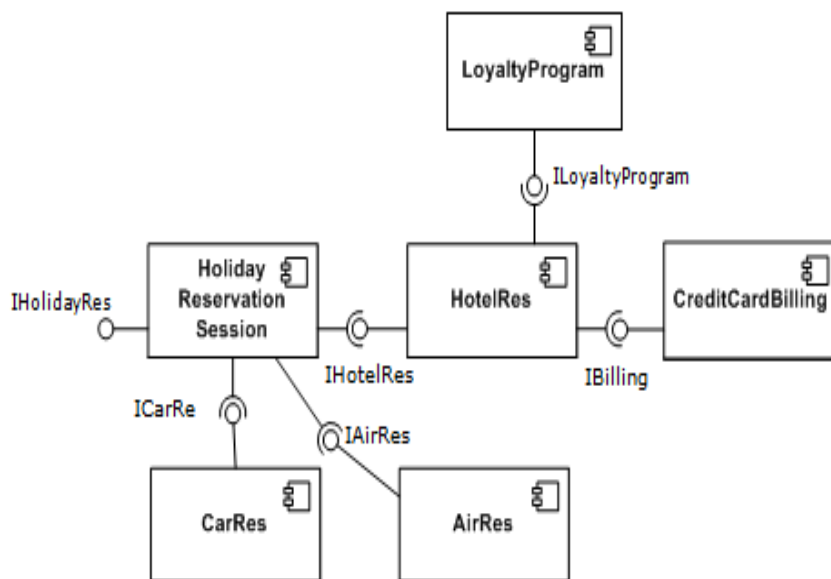 LoyaltyProgram
ILoyaltyProgram
Holiday
Reservation
Session
IHolidayRes
HotelRes
CreditCardBilling
IHotelRes
IBilling
ICarRe
IAirRes
CarRes
AirRes